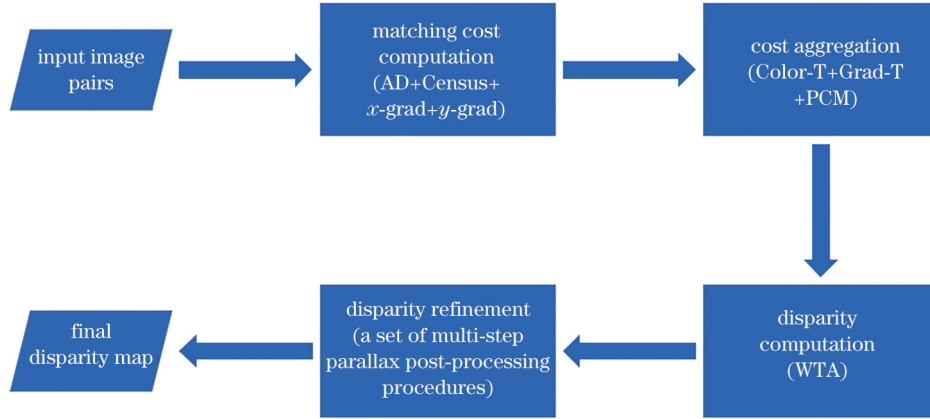 input image
pairs
matching cost
computation
(AD+Census+
x-grad+y-grad)
cost aggregation
(Color-T+Grad-T
+PCM)
disparity
computation
(WTA)
disparity refinement
(a set of multi-step
parallax post-processing
procedures)
final
disparity map